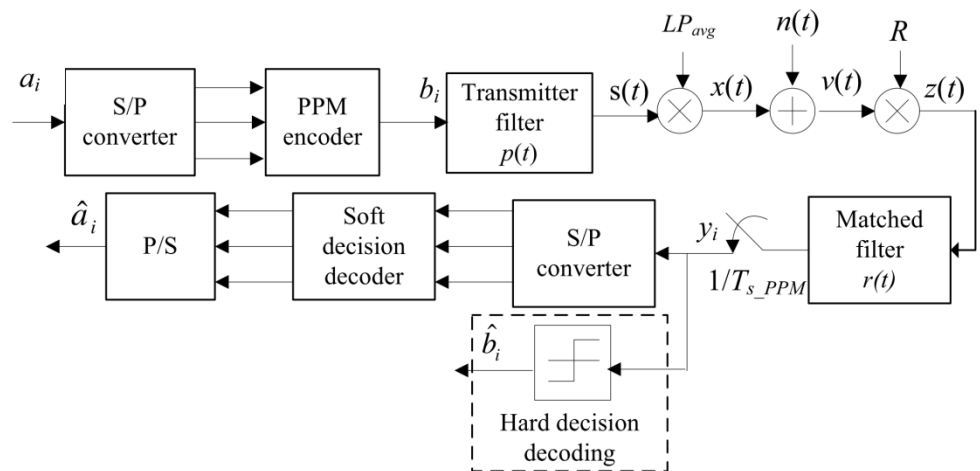 a_i
S/P
converter
PPM
encoder
b_i
Transmitter
filter
p(t)
s(t)
LP_avg
x(t)
n(t)
v(t)
R
z(t)
â_i
P/S
Soft
decision
decoder
S/P
converter
y_i
1/T_s_PPM
Matched
filter
r(t)
b̂_i
Hard decision
decoding